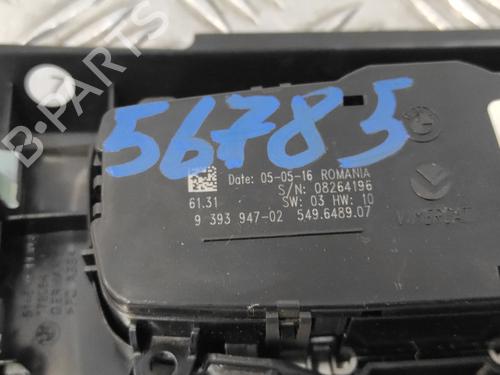 56785
Date: 05-05-16 ROMANIA
S/N: 08264196
61.31 SW: 03 HW: 10
9 393 947-02 549.6489.07
B-PARTS